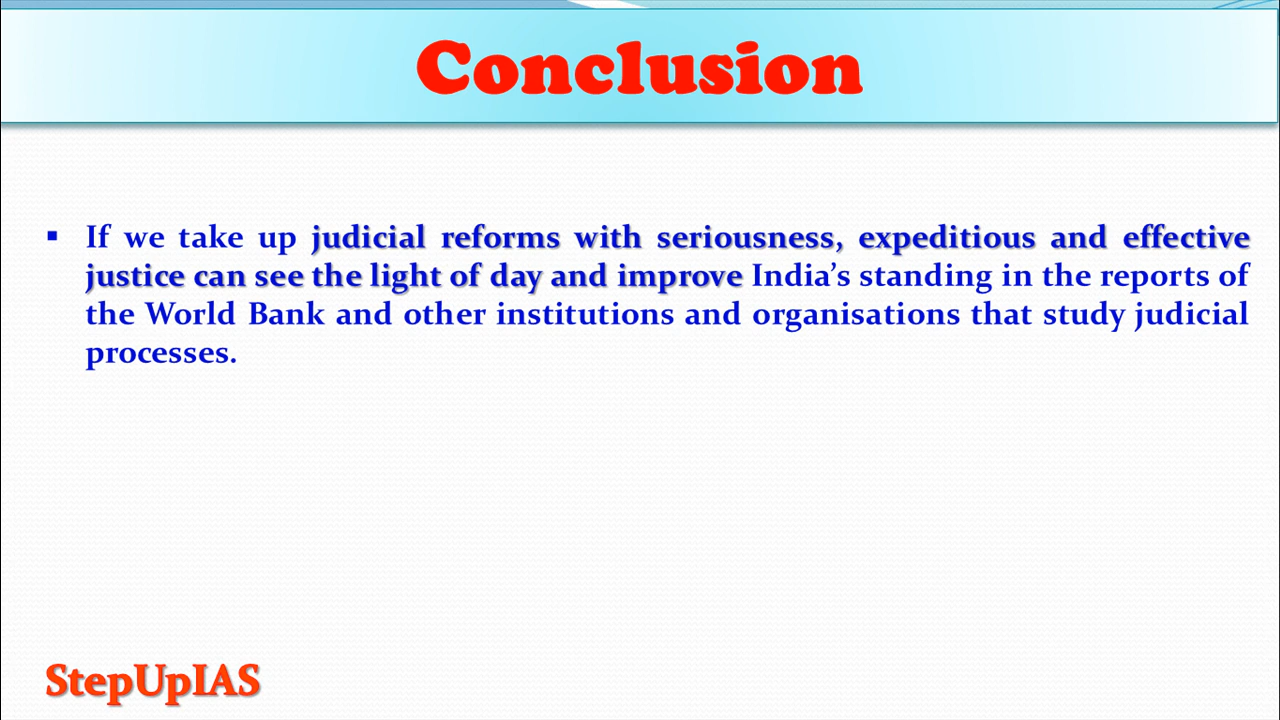 Conclusion
▪ If we take up judicial reforms with seriousness, expeditious and effective
justice can see the light of day and improve India’s standing in the reports of
the World Bank and other institutions and organisations that study judicial
processes.
StepUpIAS